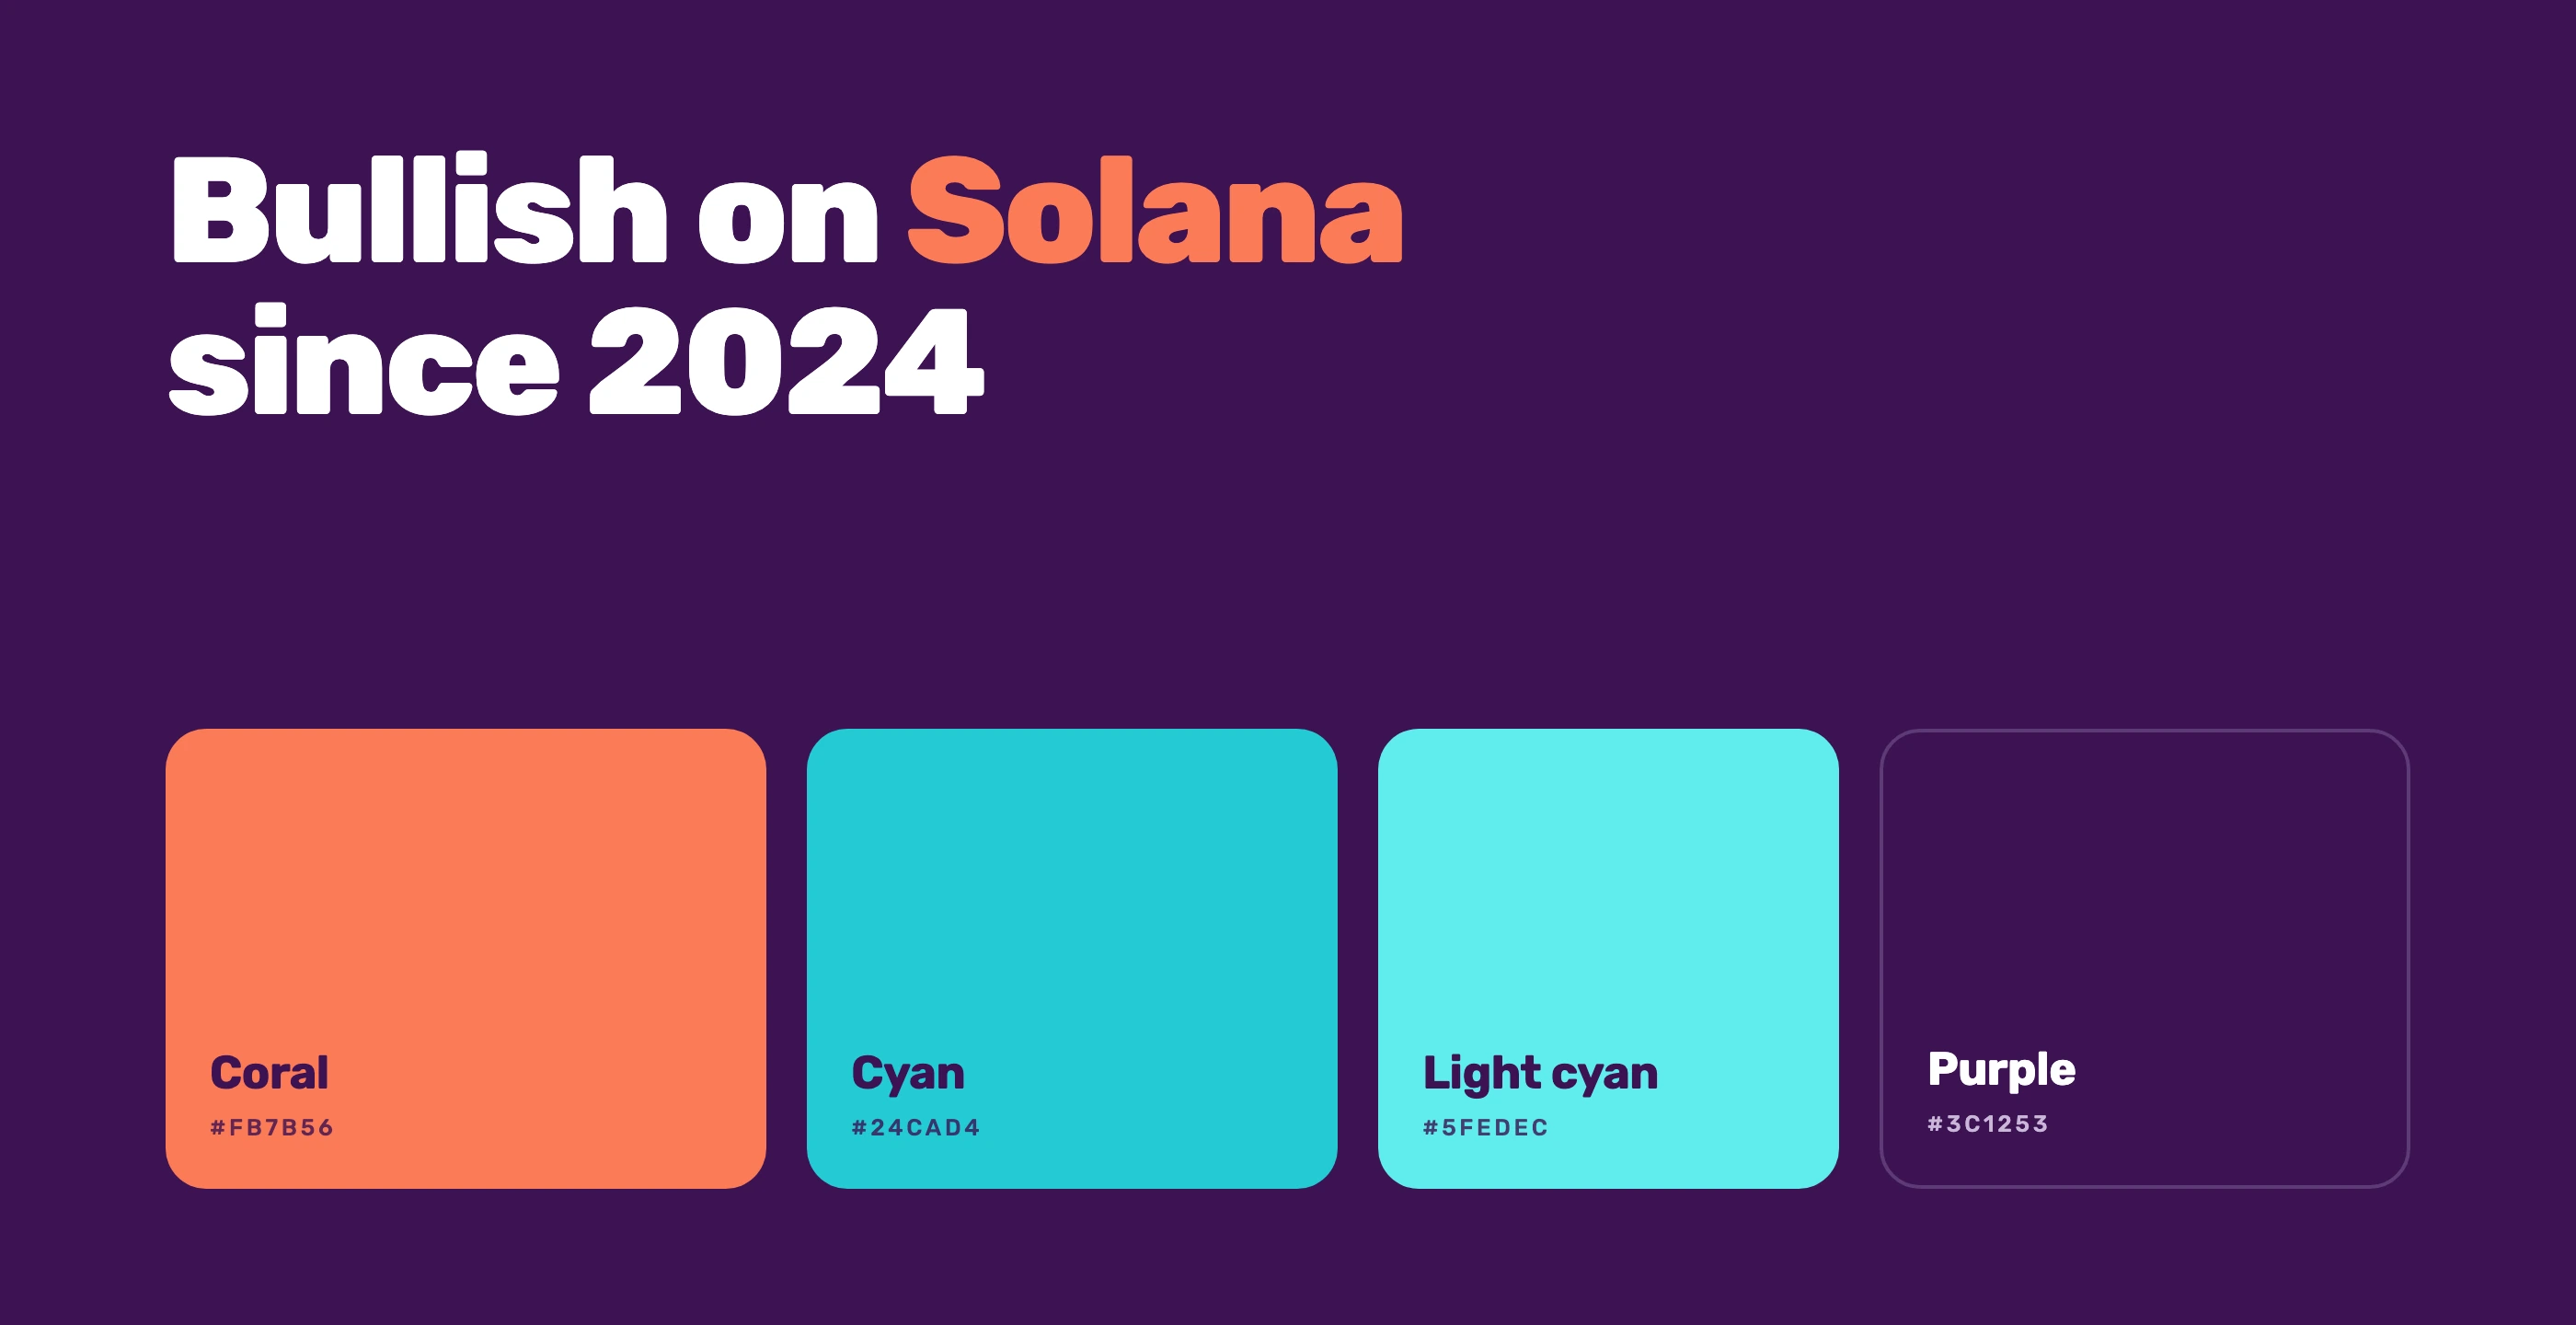 Bullish on Solana
since 2024
Coral
#FB7B56
Cyan
#24CAD4
Light cyan
#5FEDEC
Purple
#3C1253